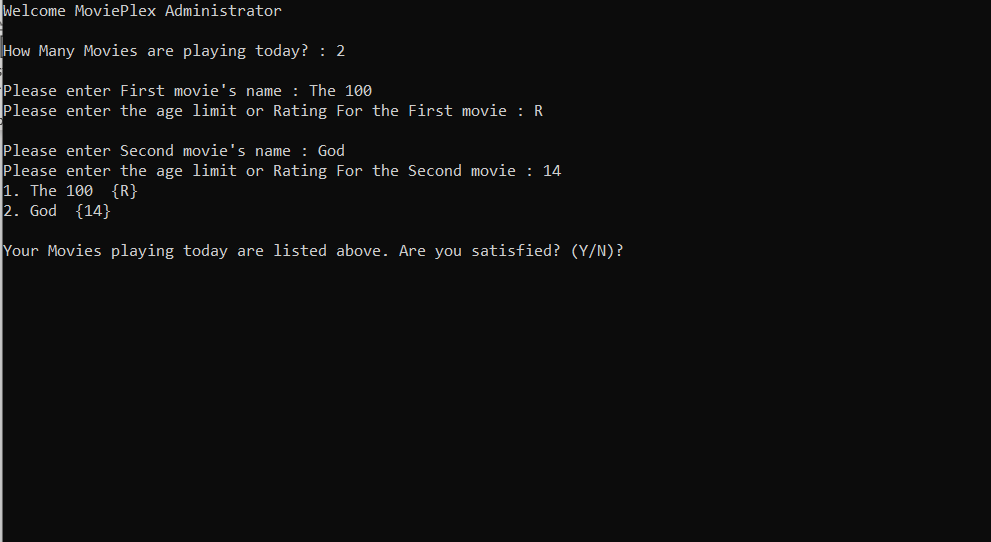 Welcome MoviePlex Administrator
How Many Movies are playing today? : 2
Please enter First movie's name : The 100
Please enter the age limit or Rating For the First movie : R
Please enter Second movie's name : God
Please enter the age limit or Rating For the Second movie : 14
1. The 100  {R}
2. God  {14}
Your Movies playing today are listed above. Are you satisfied? (Y/N)?